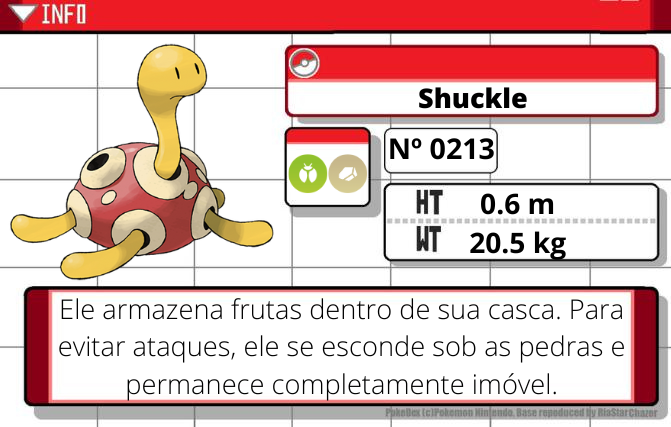 INFO
Shuckle
Nº 0213
HT 0.6 m
WT 20.5 kg
Ele armazena frutas dentro de sua casca. Para
evitar ataques, ele se esconde sob as pedras e
permanece completamente imóvel.
PokeDex (c)Pokemon Nintendo. Base reproduced by RiaStarChazer